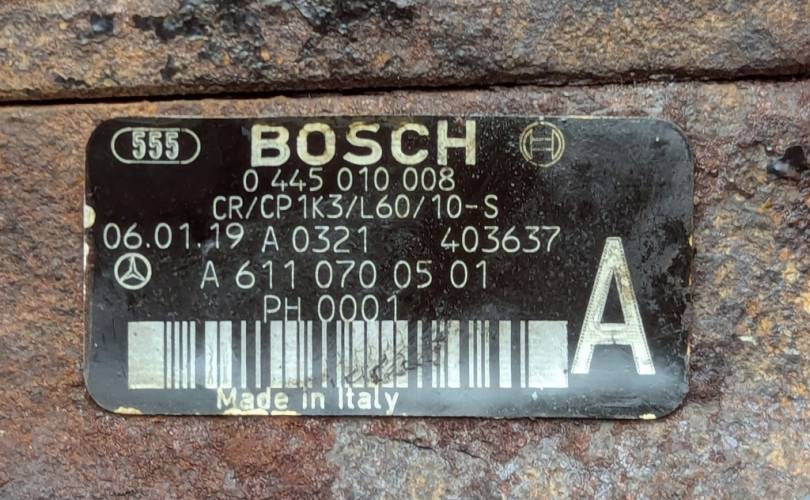 555 BOSCH
0 445 010 008
CR/CP1K3/L60/10-S
06.01.19 A 0321 403637
A 611 070 05 01
PH 0001
A
Made in Italy